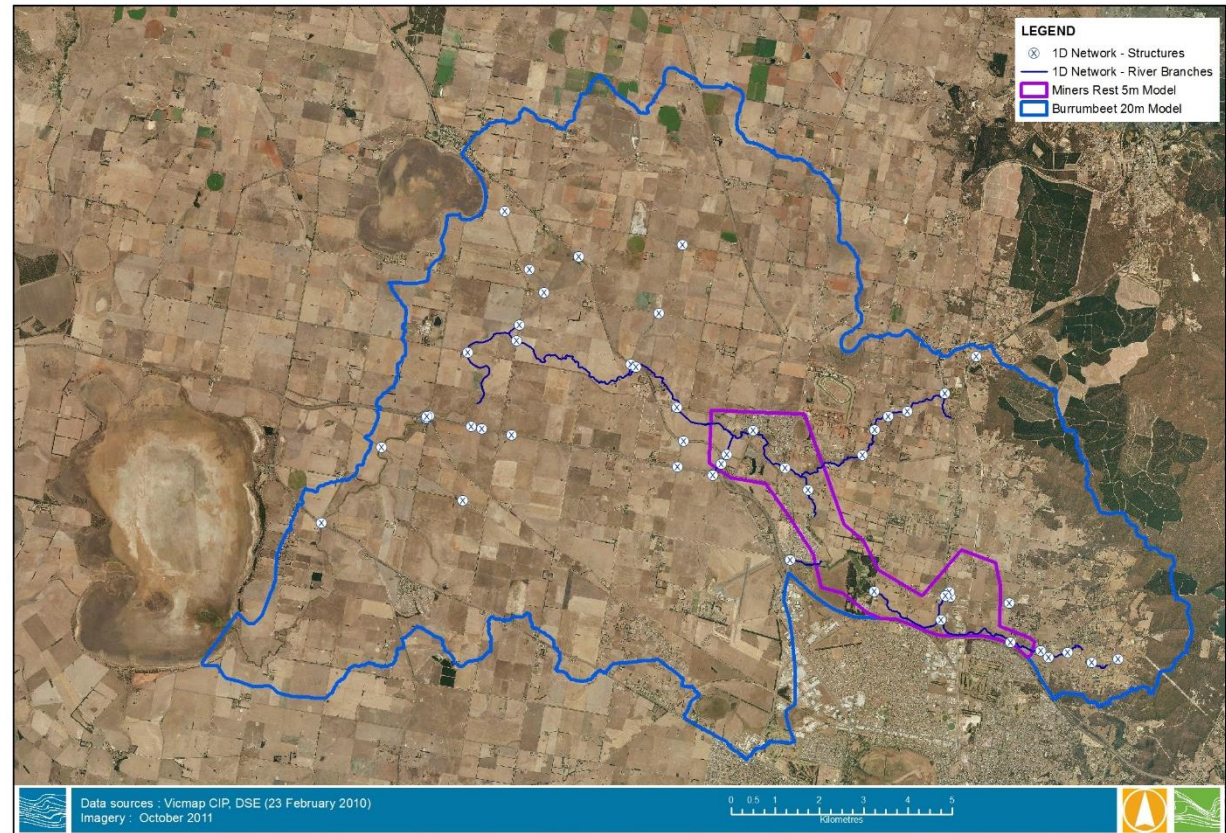 LEGEND
1D Network - Structures
1D Network - River Branches
Miners Rest 5m Model
Burrumbeet 20m Model
Data sources : Vicmap CIP, DSE (23 February 2010)
Imagery : October 2011
0 0.5 1 2 3 4 5
Kilometres